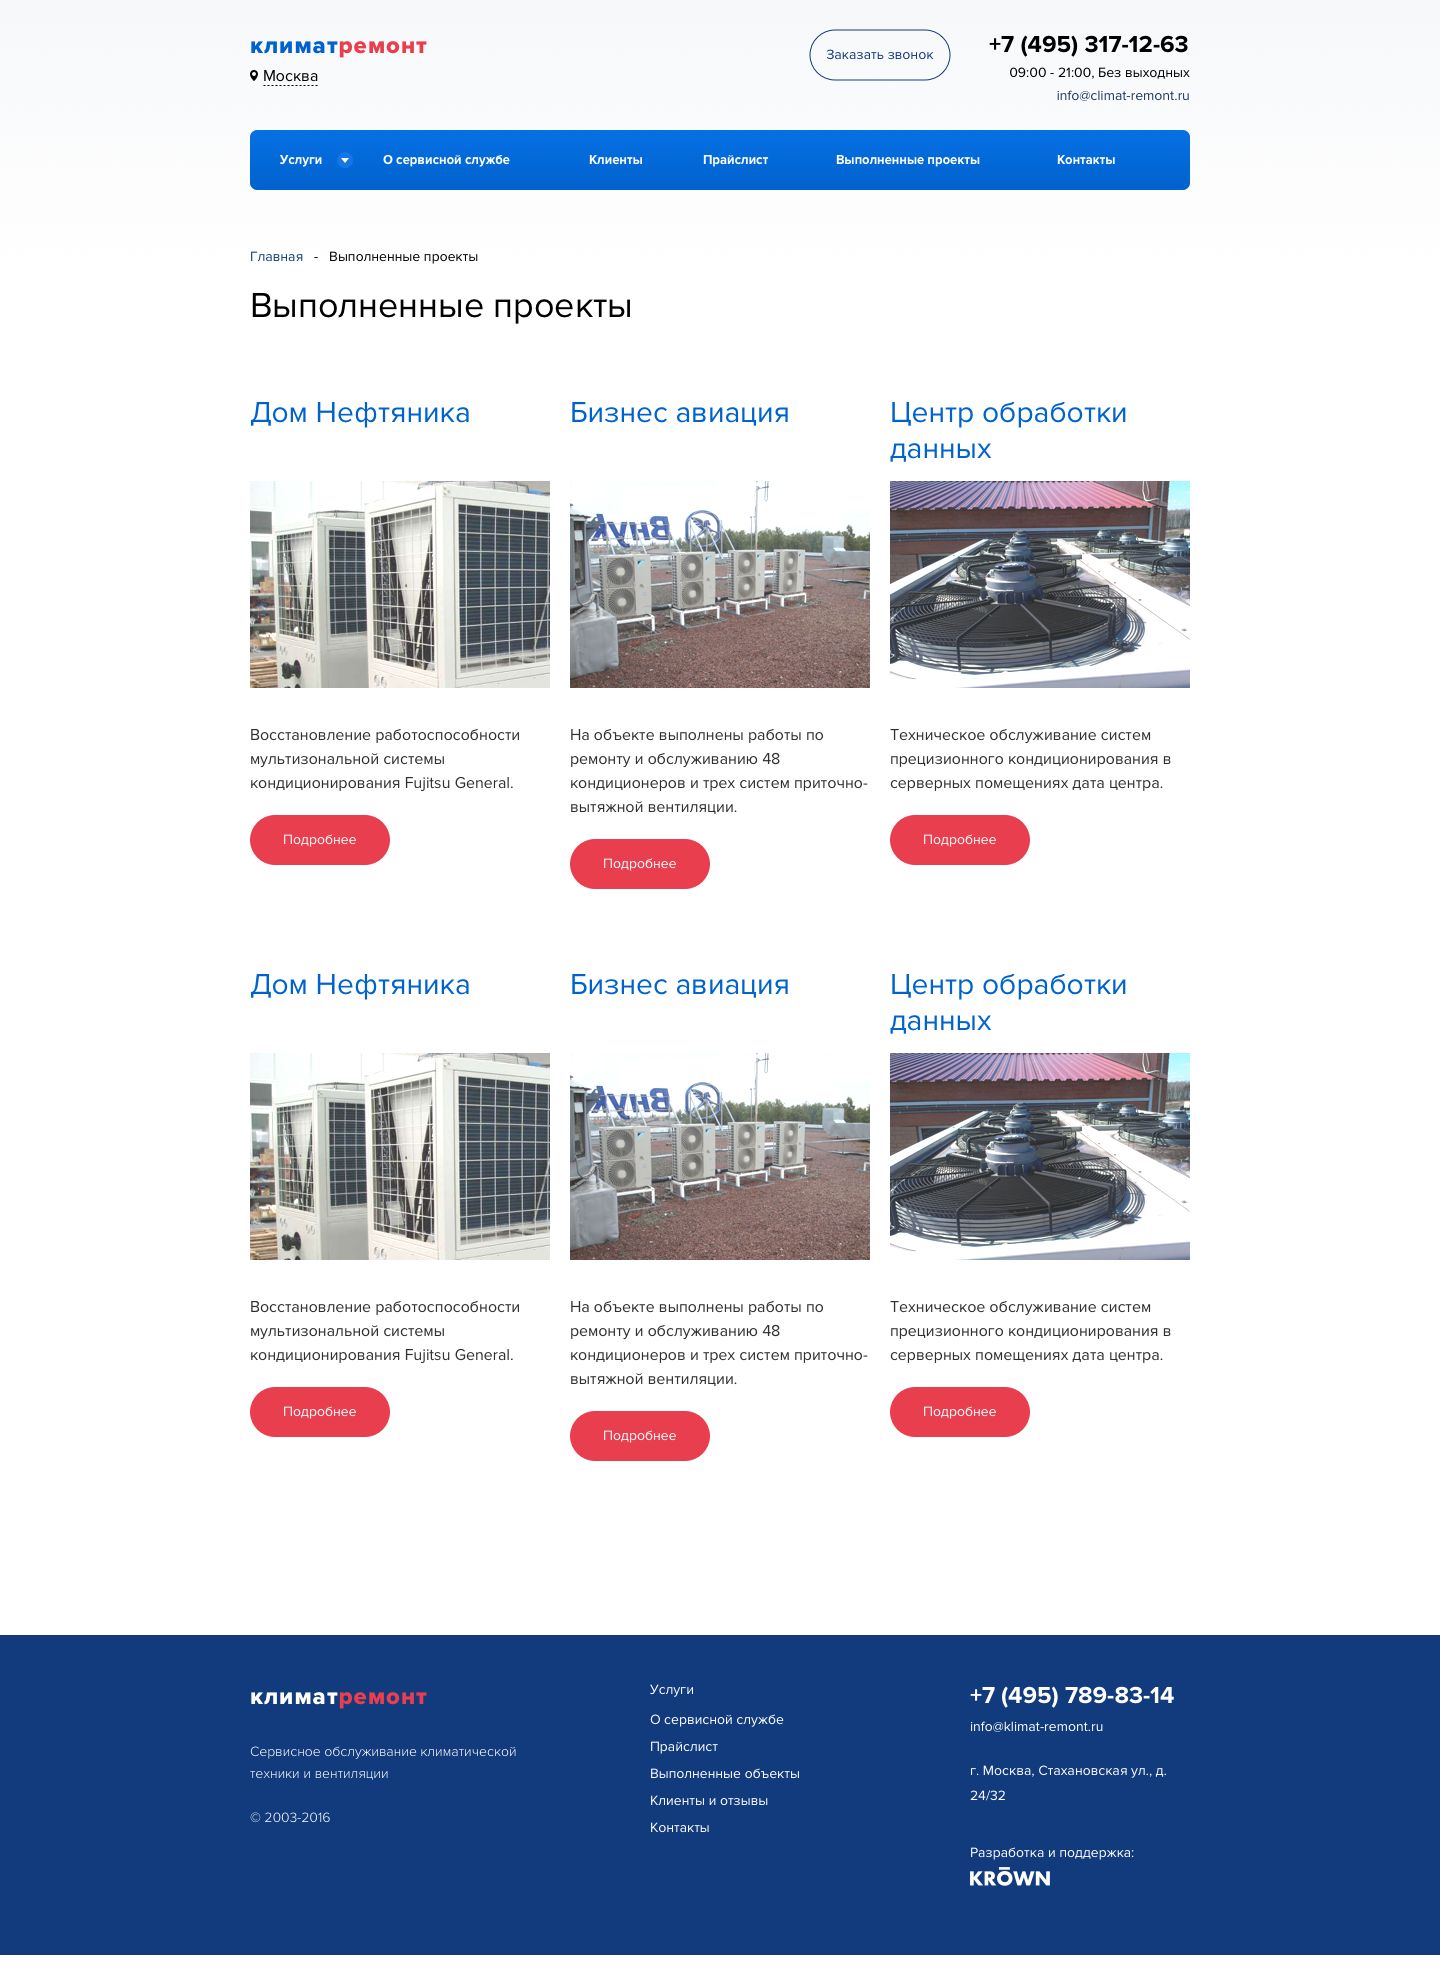 климатремонт
Москва
Заказать звонок
+7 (495) 317-12-63
09:00 - 21:00, Без выходных
info@climat-remont.ru
Услуги
О сервисной службе
Клиенты
Прайслист
Выполненные проекты
Контакты
Главная - Выполненные проекты
Выполненные проекты
Дом Нефтяника
Бизнес авиация
Центр обработки
данных
Восстановление работоспособности
мультизональной системы
кондиционирования Fujitsu General.
Подробнее
На объекте выполнены работы по
ремонту и обслуживанию 48
кондиционеров и трех систем приточно-
вытяжной вентиляции.
Подробнее
Техническое обслуживание систем
прецизионного кондиционирования в
серверных помещениях дата центра.
Подробнее
Дом Нефтяника
Бизнес авиация
Центр обработки
данных
Восстановление работоспособности
мультизональной системы
кондиционирования Fujitsu General.
Подробнее
На объекте выполнены работы по
ремонту и обслуживанию 48
кондиционеров и трех систем приточно-
вытяжной вентиляции.
Подробнее
Техническое обслуживание систем
прецизионного кондиционирования в
серверных помещениях дата центра.
Подробнее
климатремонт
Сервисное обслуживание климатической
техники и вентиляции
© 2003-2016
Услуги
О сервисной службе
Прайслист
Выполненные объекты
Клиенты и отзывы
Контакты
+7 (495) 789-83-14
info@klimat-remont.ru
г. Москва, Стахановская ул., д.
24/32
Разработка и поддержка:
KRŌWN